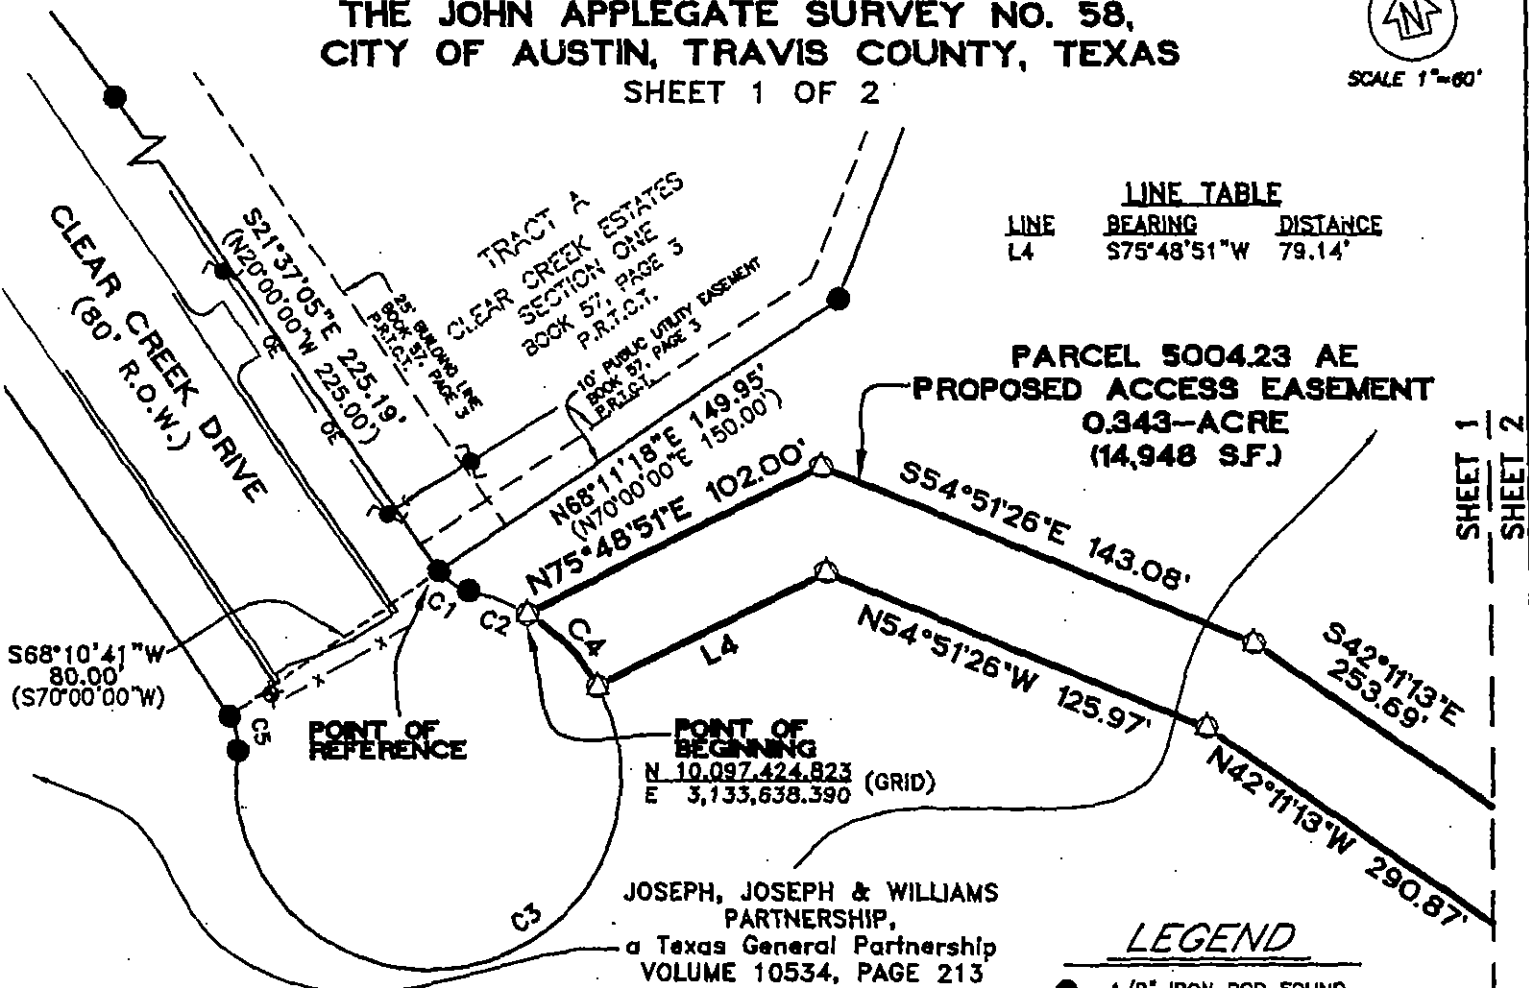 THE JOHN APPLEGATE SURVEY NO. 58,
CITY OF AUSTIN, TRAVIS COUNTY, TEXAS
SHEET 1 OF 2
N
SCALE 1"=60'
LINE TABLE
LINE BEARING DISTANCE
L4 S75°48'51"W 79.14'
CLEAR CREEK DRIVE
(80' R.O.W.)
S21°37'05"E 225.19'
(N20°00'00"W 225.00')
OE
OE
25' BUILDING LINE
BOOK 57, PAGE 3
P.R.T.C.T.
TRACT A
CLEAR CREEK ESTATES
SECTION ONE
BOOK 57, PAGE 3
P.R.T.C.T.
10' PUBLIC UTILITY EASEMENT
BOOK 57, PAGE 3
P.R.T.C.T.
N68°11'18"E 149.95'
(N70°00'00"E 150.00')
N75°48'51"E 102.00'
PARCEL 5004.23 AE
PROPOSED ACCESS EASEMENT
0.343-ACRE
(14,948 S.F.)
SHEET 1
SHEET 2
S54°51'26"E 143.08'
S42°11'13"E
253.69'
C1
C2
C4
L4
N54°51'26"W 125.97'
N42°11'13"W 290.87'
S68°10'41"W
80.00'
(S70°00'00"W)
x
x
C5
POINT OF
REFERENCE
POINT OF
BEGINNING
N 10,097,424.823
E 3,133,638.390
(GRID)
C3
JOSEPH, JOSEPH & WILLIAMS
PARTNERSHIP,
a Texas General Partnership
VOLUME 10534, PAGE 213
LEGEND
1/2" IRON ROD FOUND